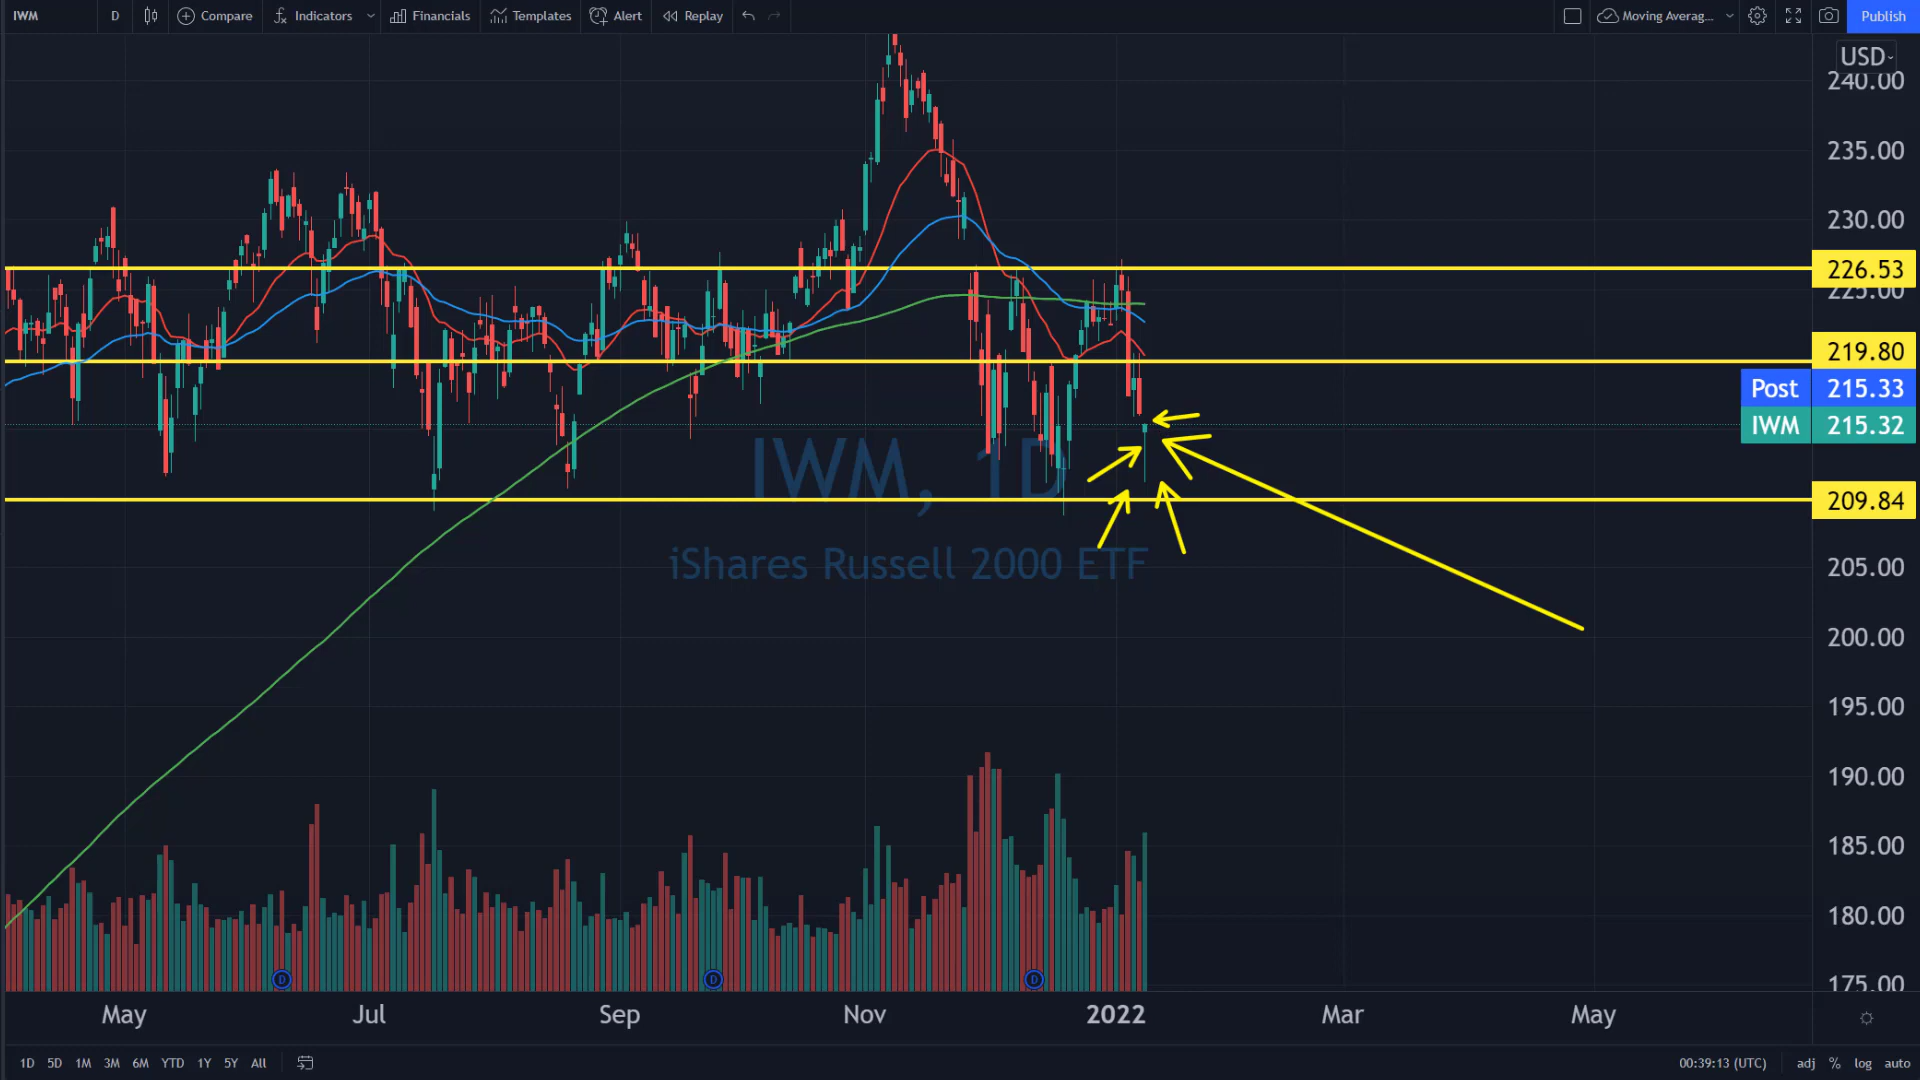 IWM D Compare Indicators Financials Templates Alert Replay Moving Averag... Publish
USD
240.00
235.00
230.00
226.53
225.00
219.80
Post 215.33
IWM 215.32
IWM, 1D
209.84
iShares Russell 2000 ETF
205.00
200.00
195.00
190.00
185.00
180.00
D D D
175.00
May Jul Sep Nov 2022 Mar May
1D 5D 1M 3M 6M YTD 1Y 5Y All 00:39:13 (UTC) adj % log auto